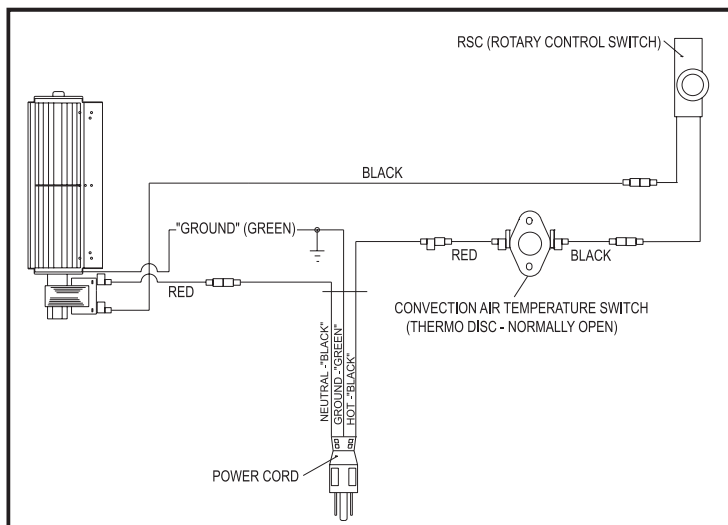 RSC (ROTARY CONTROL SWITCH)
BLACK
"GROUND" (GREEN)
RED
BLACK
RED
CONVECTION AIR TEMPERATURE SWITCH
(THERMO DISC - NORMALLY OPEN)
NEUTRAL -"BLACK"
GROUND -"GREEN"
HOT -"BLACK"
POWER CORD